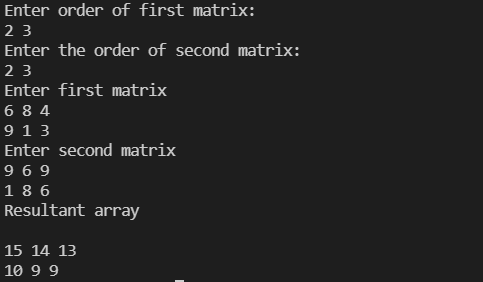 Enter order of first matrix:
2 3
Enter the order of second matrix:
2 3
Enter first matrix
6 8 4
9 1 3
Enter second matrix
9 6 9
1 8 6
Resultant array
15 14 13
10 9 9